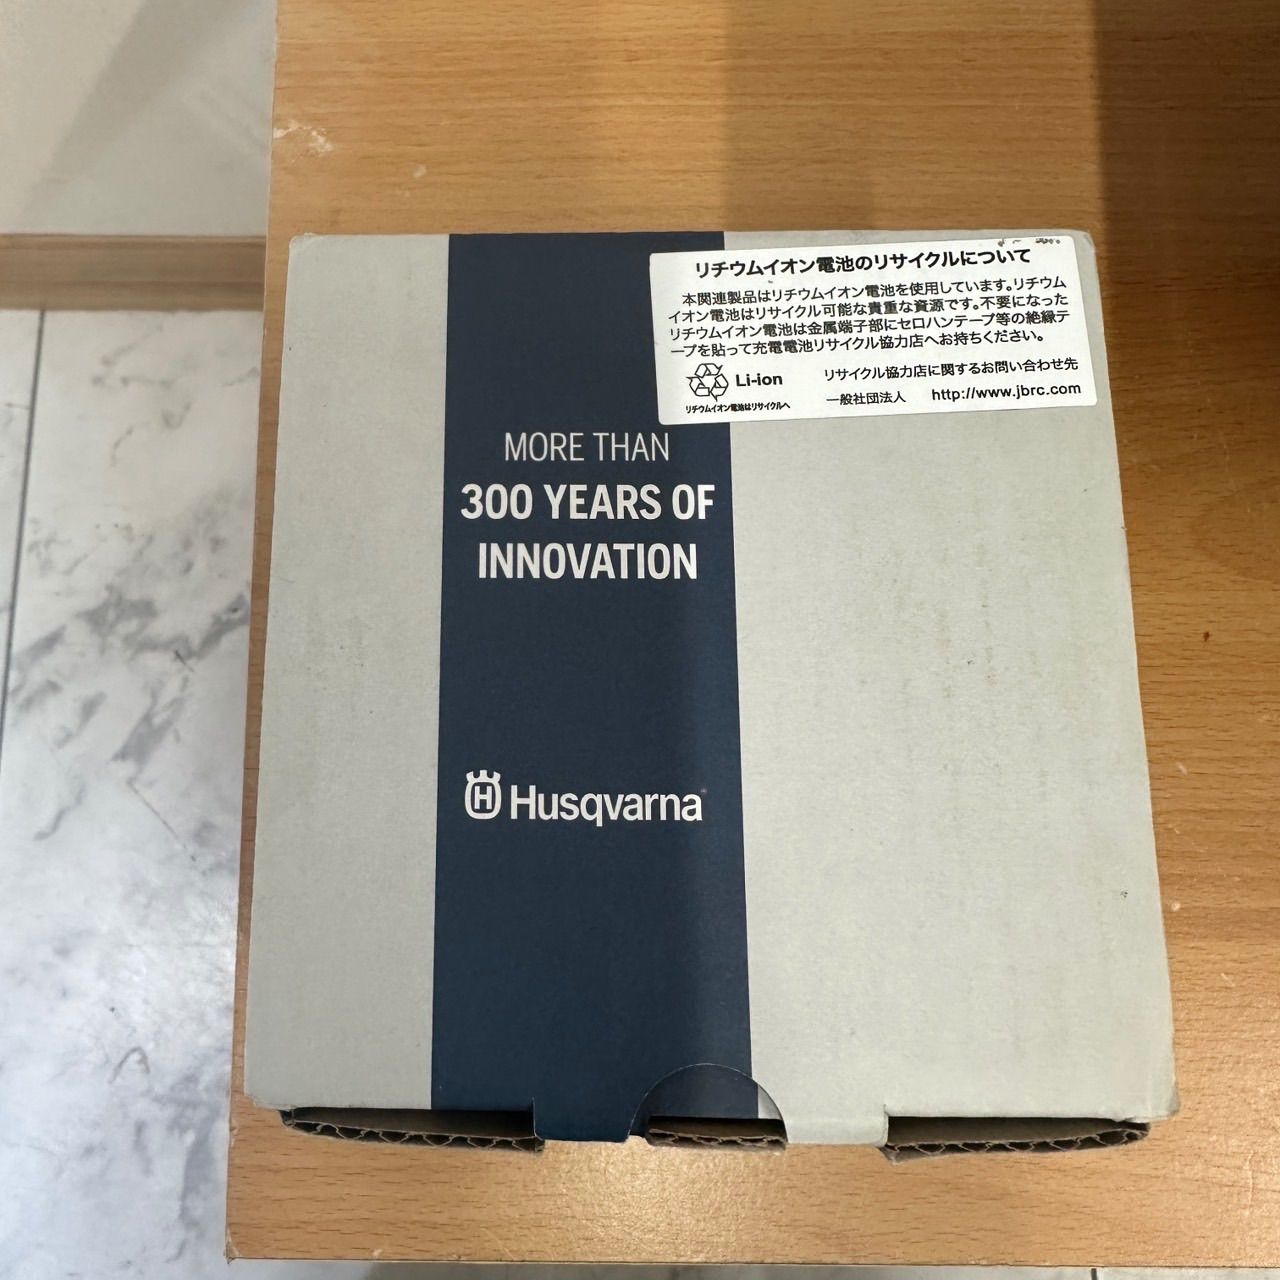 リチウムイオン電池のリサイクルについて
本関連製品はリチウムイオン電池を使用しています。リチウム
イオン電池はリサイクル可能な貴重な資源です。不要になった
リチウムイオン電池は金属端子部にセロハンテープ等の絶縁テ
ープを貼って充電電池リサイクル協力店へお持ちください。
Li-ion
リチウムイオン電池はリサイクルへ
リサイクル協力店に関するお問い合わせ先
一般社団法人 http://www.jbrc.com
MORE THAN
300 YEARS OF
INNOVATION
H Husqvarna